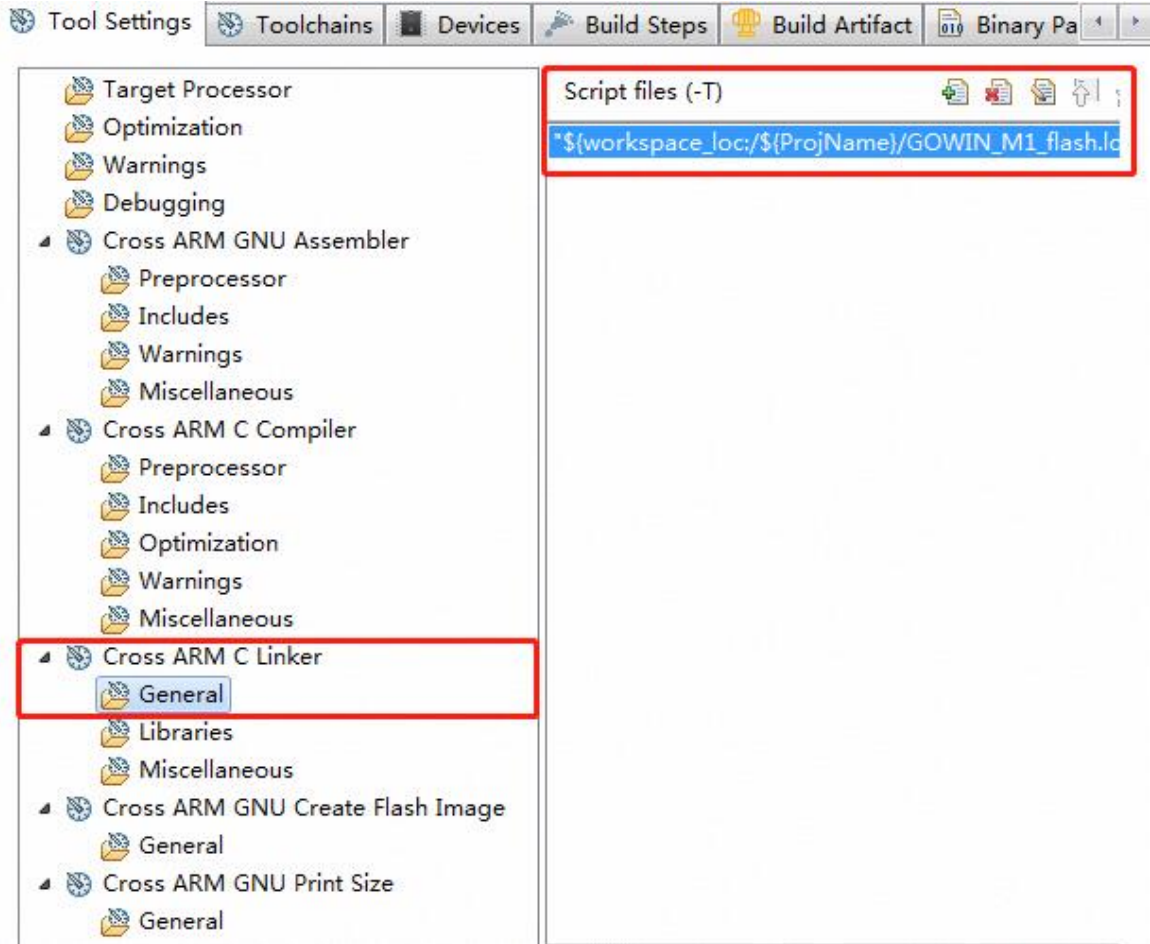 Tool Settings Toolchains Devices Build Steps Build Artifact Binary Pa
Target Processor
Optimization
Warnings
Debugging
Cross ARM GNU Assembler
Preprocessor
Includes
Warnings
Miscellaneous
Cross ARM C Compiler
Preprocessor
Includes
Optimization
Warnings
Miscellaneous
Cross ARM C Linker
General
Libraries
Miscellaneous
Cross ARM GNU Create Flash Image
General
Cross ARM GNU Print Size
General
Script files (-T)
"${workspace_loc:/${ProjName}/GOWIN_M1_flash.lc